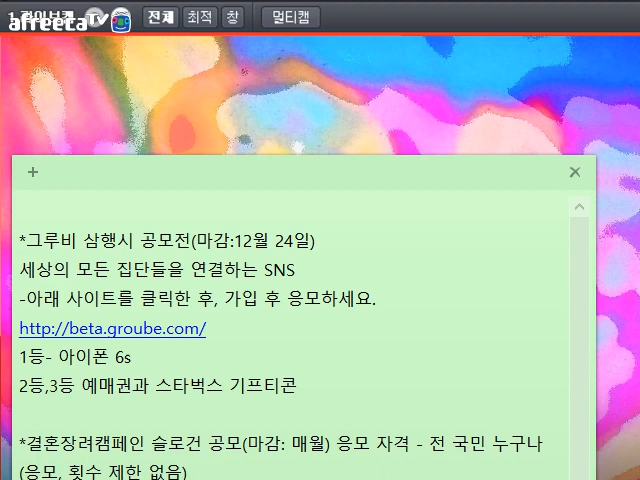 afreeca TV
전체 최적 창 멀티캠
*그루비 삼행시 공모전(마감:12월 24일)
세상의 모든 집단들을 연결하는 SNS
-아래 사이트를 클릭한 후, 가입 후 응모하세요.
http://beta.groube.com/
1등- 아이폰 6s
2등,3등 예매권과 스타벅스 기프티콘
*결혼장려캠페인 슬로건 공모(마감: 매월) 응모 자격 - 전 국민 누구나
(응모, 횟수 제한 없음)